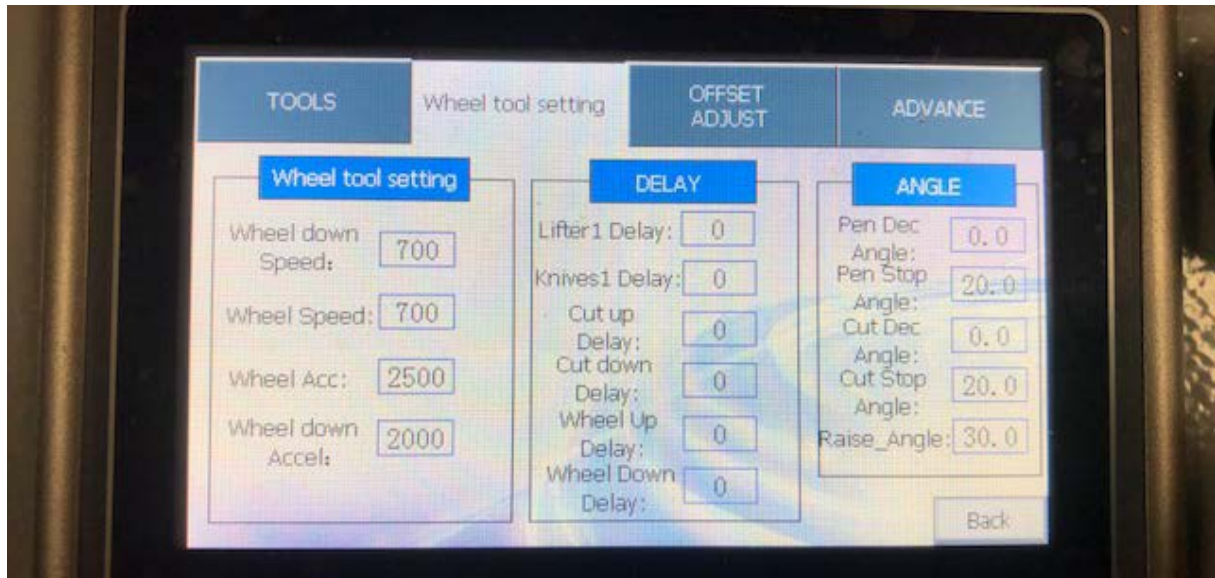 TOOLS
Wheel tool setting
OFFSET
ADJUST
ADVANCE
Wheel tool setting
Wheel down
Speed:
700
Wheel Speed:
700
Wheel Acc:
2500
Wheel down
Accel:
2000
DELAY
Lifter1 Delay:
0
Knives1 Delay:
0
Cut up
Delay:
0
Cut down
Delay:
0
Wheel Up
Delay:
0
Wheel Down
Delay:
0
ANGLE
Pen Dec
Angle:
0.0
Pen Stop
Angle:
20.0
Cut Dec
Angle:
0.0
Cut Stop
Angle:
20.0
Raise_Angle:
30.0
Back